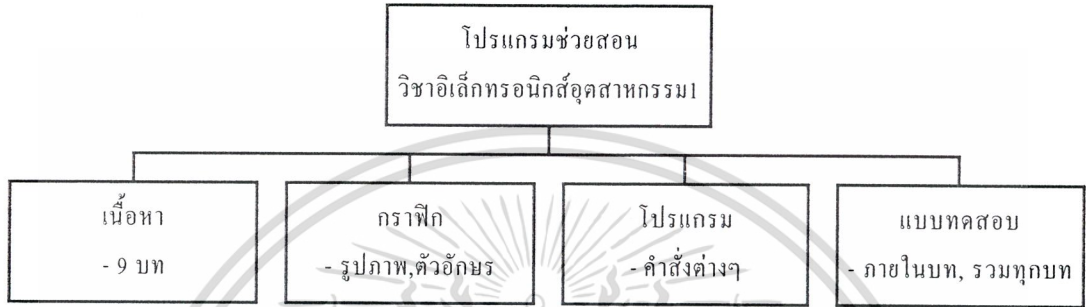 โปรแกรมช่วยสอน
วิชาอิเล็กทรอนิกส์อุตสาหกรรม1
เนื้อหา
- 9 บท
กราฟิก
- รูปภาพ,ตัวอักษร
โปรแกรม
- คำสั่งต่างๆ
แบบทดสอบ
- ภายในบท, รวมทุกบท